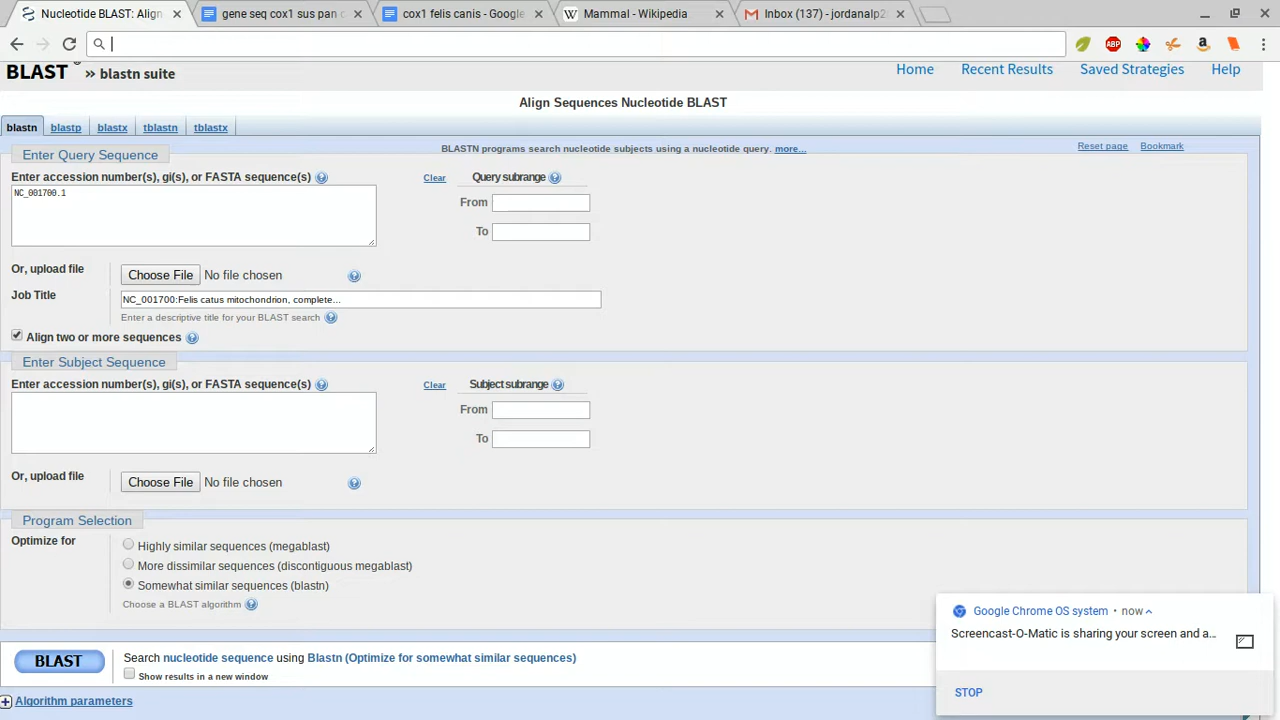 Nucleotide BLAST: Align
gene seq cox1 sus pan c
cox1 felis canis - Google
Mammal - Wikipedia
Inbox (137) - jordanalp2
BLAST » blastn suite
Home Recent Results Saved Strategies Help
Align Sequences Nucleotide BLAST
blastn blastp blastx tblastn tblastx
Enter Query Sequence
BLASTN programs search nucleotide subjects using a nucleotide query. more...
Reset page Bookmark
Enter accession number(s), gi(s), or FASTA sequence(s)
Clear
Query subrange
NC_001700.1
From
To
Or, upload file
Choose File No file chosen
Job Title
NC_001700:Felis catus mitochondrion, complete...
Enter a descriptive title for your BLAST search
Align two or more sequences
Enter Subject Sequence
Enter accession number(s), gi(s), or FASTA sequence(s)
Clear
Subject subrange
From
To
Or, upload file
Choose File No file chosen
Program Selection
Optimize for
Highly similar sequences (megablast)
More dissimilar sequences (discontiguous megablast)
Somewhat similar sequences (blastn)
Choose a BLAST algorithm
BLAST
Search nucleotide sequence using Blastn (Optimize for somewhat similar sequences)
Show results in a new window
Algorithm parameters
Google Chrome OS system • now
Screencast-O-Matic is sharing your screen and a...
STOP
ABP